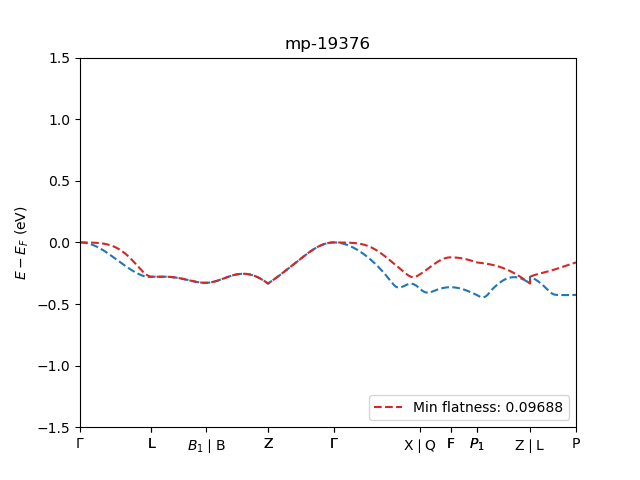 mp-19376
E − E_F (eV)
1.5
1.0
0.5
0.0
−0.5
−1.0
−1.5
Min flatness: 0.09688
Γ L B₁ | B Z Γ X | Q F P₁ Z | L P